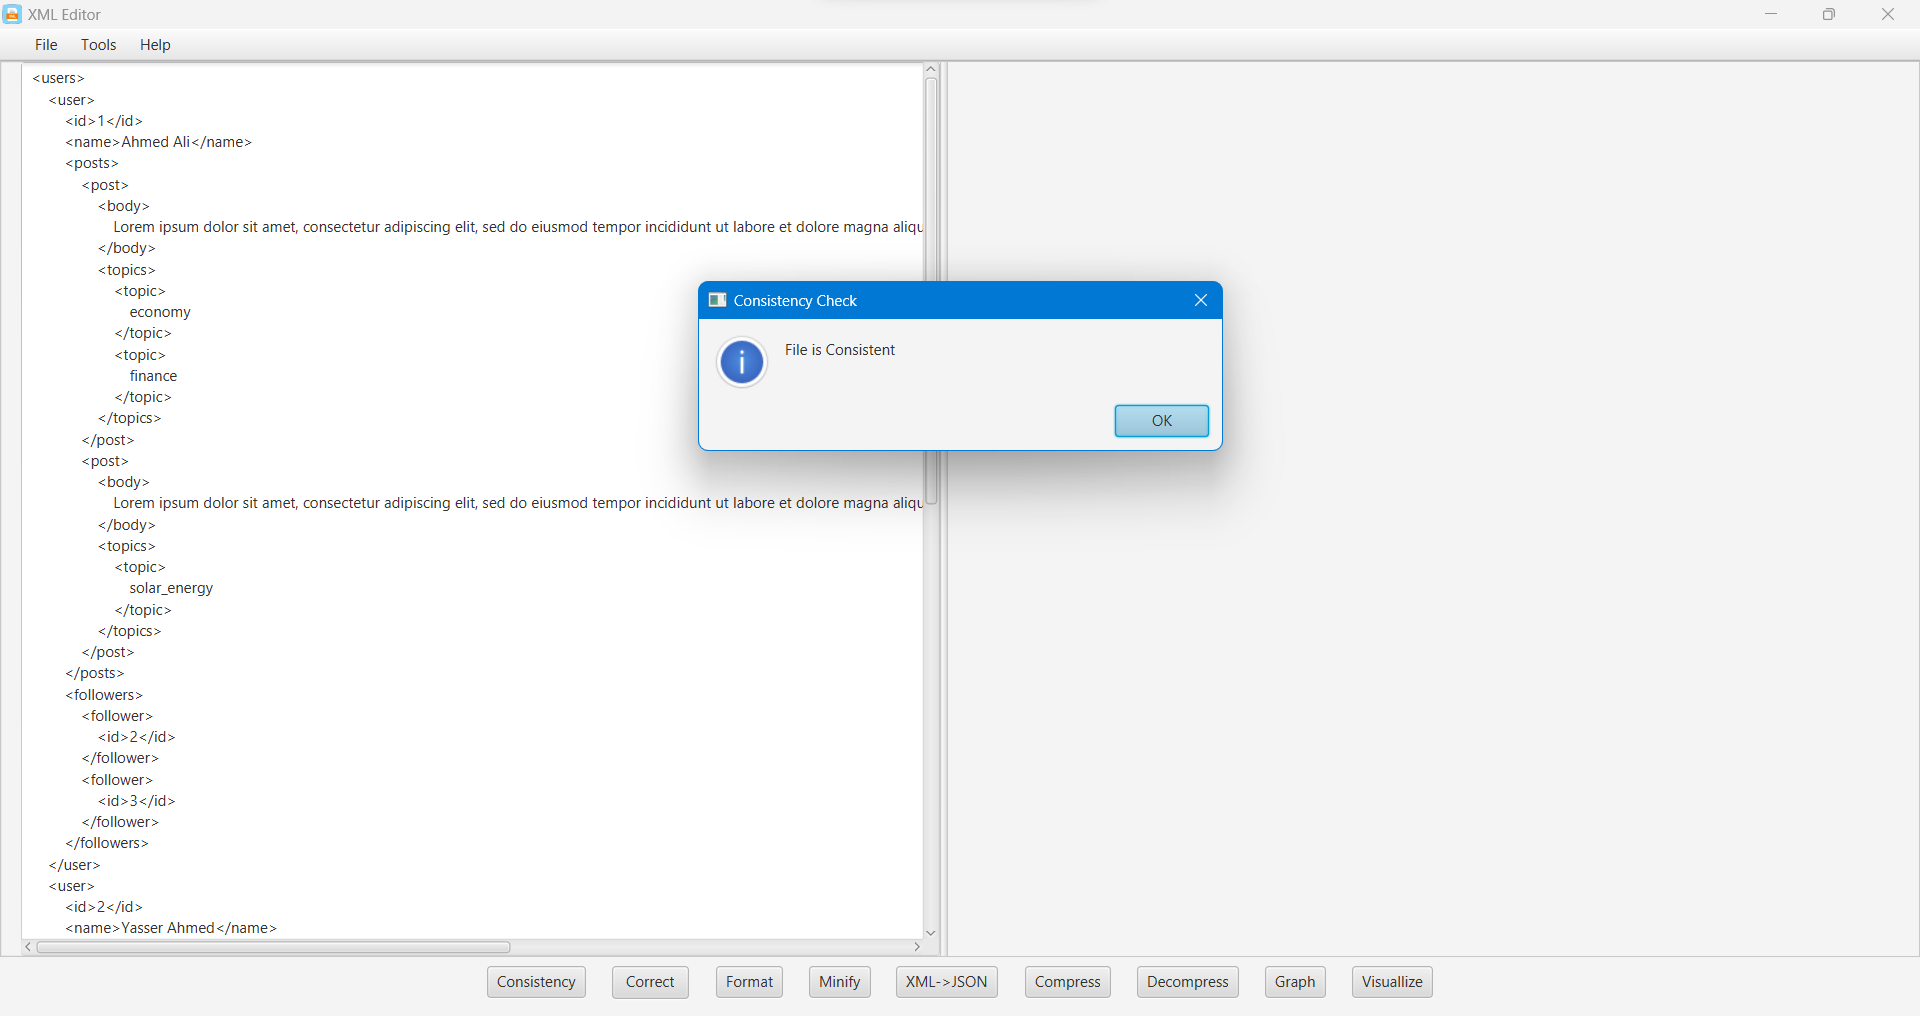 XML Editor
File Tools Help
<users>
<user>
<id>1</id>
<name>Ahmed Ali</name>
<posts>
<post>
<body>
Lorem ipsum dolor sit amet, consectetur adipiscing elit, sed do eiusmod tempor incididunt ut labore et dolore magna aliqu
</body>
<topics>
<topic>
economy
</topic>
<topic>
finance
</topic>
</topics>
</post>
<post>
<body>
Lorem ipsum dolor sit amet, consectetur adipiscing elit, sed do eiusmod tempor incididunt ut labore et dolore magna aliqu
</body>
<topics>
<topic>
solar_energy
</topic>
</topics>
</post>
</posts>
<followers>
<follower>
<id>2</id>
</follower>
<follower>
<id>3</id>
</follower>
</followers>
</user>
<user>
<id>2</id>
<name>Yasser Ahmed</name>
Consistency Check
File is Consistent
OK
Consistency Correct Format Minify XML->JSON Compress Decompress Graph Visuallize